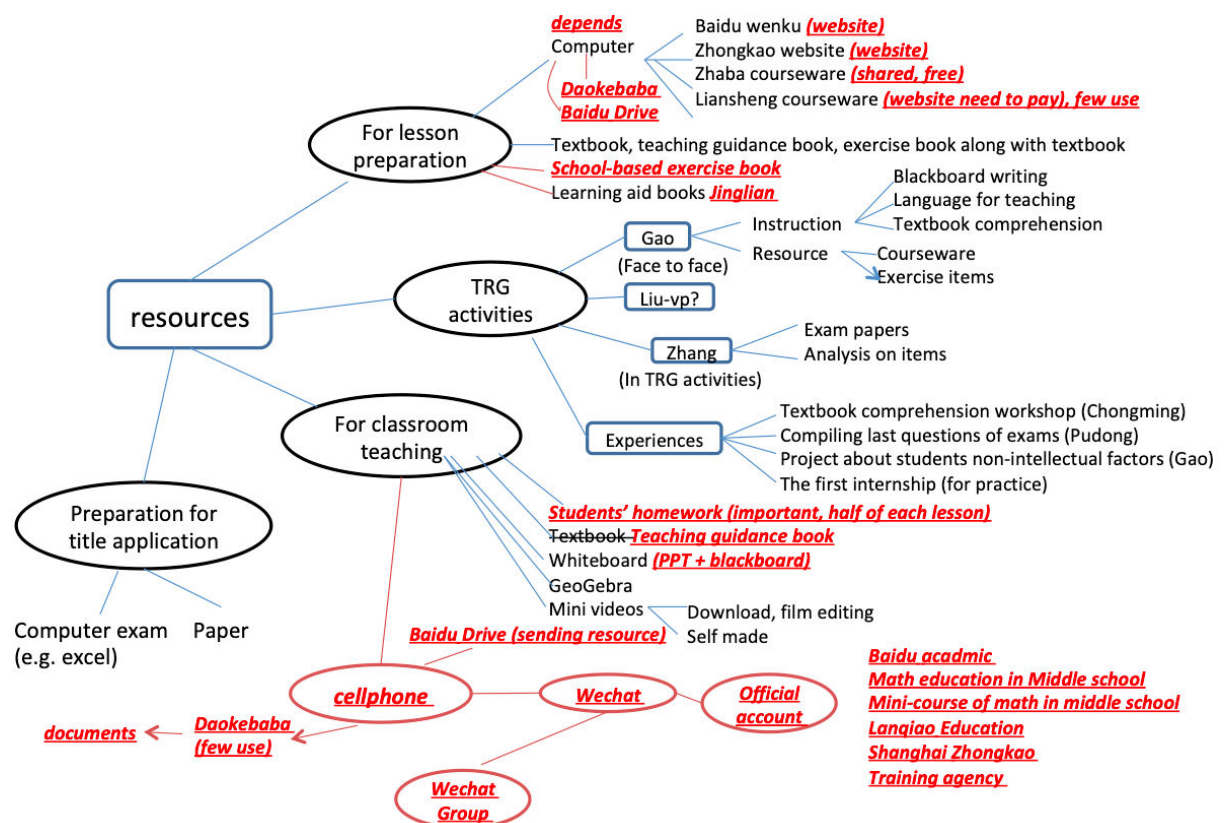 depends
Computer
Daokebaba
Baidu Drive
Baidu wenku (website)
Zhongkao website (website)
Zhaba courseware (shared, free)
Liansheng courseware (website need to pay), few use
For lesson
preparation
Textbook, teaching guidance book, exercise book along with textbook
School-based exercise book
Learning aid books Jinglian
resources
TRG
activities
Gao
(Face to face)
Instruction
Blackboard writing
Language for teaching
Textbook comprehension
Resource
Courseware
Exercise items
Liu-vp?
Zhang
(In TRG activities)
Exam papers
Analysis on items
Experiences
Textbook comprehension workshop (Chongming)
Compiling last questions of exams (Pudong)
Project about students non-intellectual factors (Gao)
The first internship (for practice)
For classroom
teaching
Students’ homework (important, half of each lesson)
Textbook Teaching guidance book
Whiteboard (PPT + blackboard)
GeoGebra
Mini videos
Download, film editing
Self made
Preparation for
title application
Computer exam
(e.g. excel)
Paper
Baidu Drive (sending resource)
cellphone
Wechat
Official
account
Daokebaba
(few use)
documents
Wechat
Group
Baidu acadmic
Math education in Middle school
Mini-course of math in middle school
Lanqiao Education
Shanghai Zhongkao
Training agency